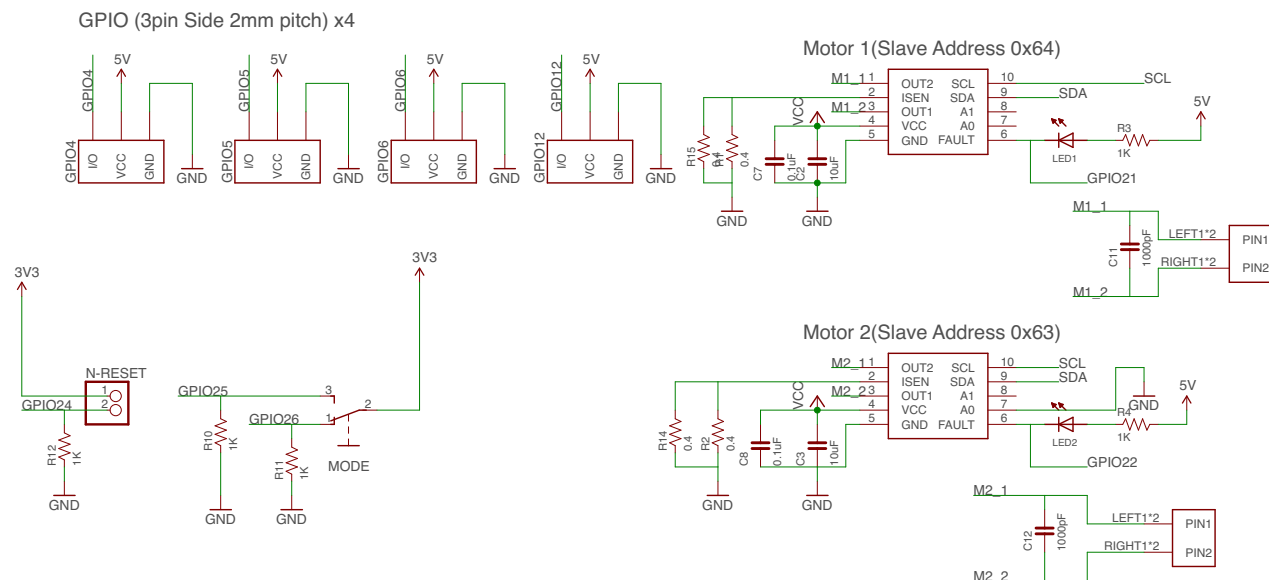 GPIO (3pin Side 2mm pitch) x4
GPIO4
5V
I/O
VCC
GND
GPIO4
GND
GPIO5
5V
I/O
VCC
GND
GPIO5
GND
GPIO6
5V
I/O
VCC
GND
GPIO6
GND
GPIO12
5V
I/O
VCC
GND
GPIO12
GND
Motor 1(Slave Address 0x64)
M1_1 1 OUT2 SCL 10 SCL
2 ISEN SDA 9 SDA
M1_2 3 OUT1 A1 8
VCC 4 VCC A0 7
5 GND FAULT 6
R15 0.4
R1 0.4
C7 0.1uF
C2 10uF
GND
GND
LED1
R3
1K
5V
GPIO21
M1_1
C11 1000pF
LEFT1*2 PIN1
RIGHT1*2 PIN2
M1_2
3V3
N-RESET
1
GPIO24 2
R12 1K
GND
3V3
GPIO25 3
GPIO26 1
2
R10 1K
R11 1K
MODE
GND
GND
Motor 2(Slave Address 0x63)
M2_1 1 OUT2 SCL 10 SCL
2 ISEN SDA 9 SDA
M2_2 3 OUT1 A1 8
VCC 4 VCC A0 7
5 GND FAULT 6
GND
R14 0.4
R2 0.4
C8 0.1uF
C3 10uF
GND
GND
LED2
R4
1K
5V
GPIO22
M2_1
C12 1000pF
LEFT1*2 PIN1
RIGHT1*2 PIN2
M2_2